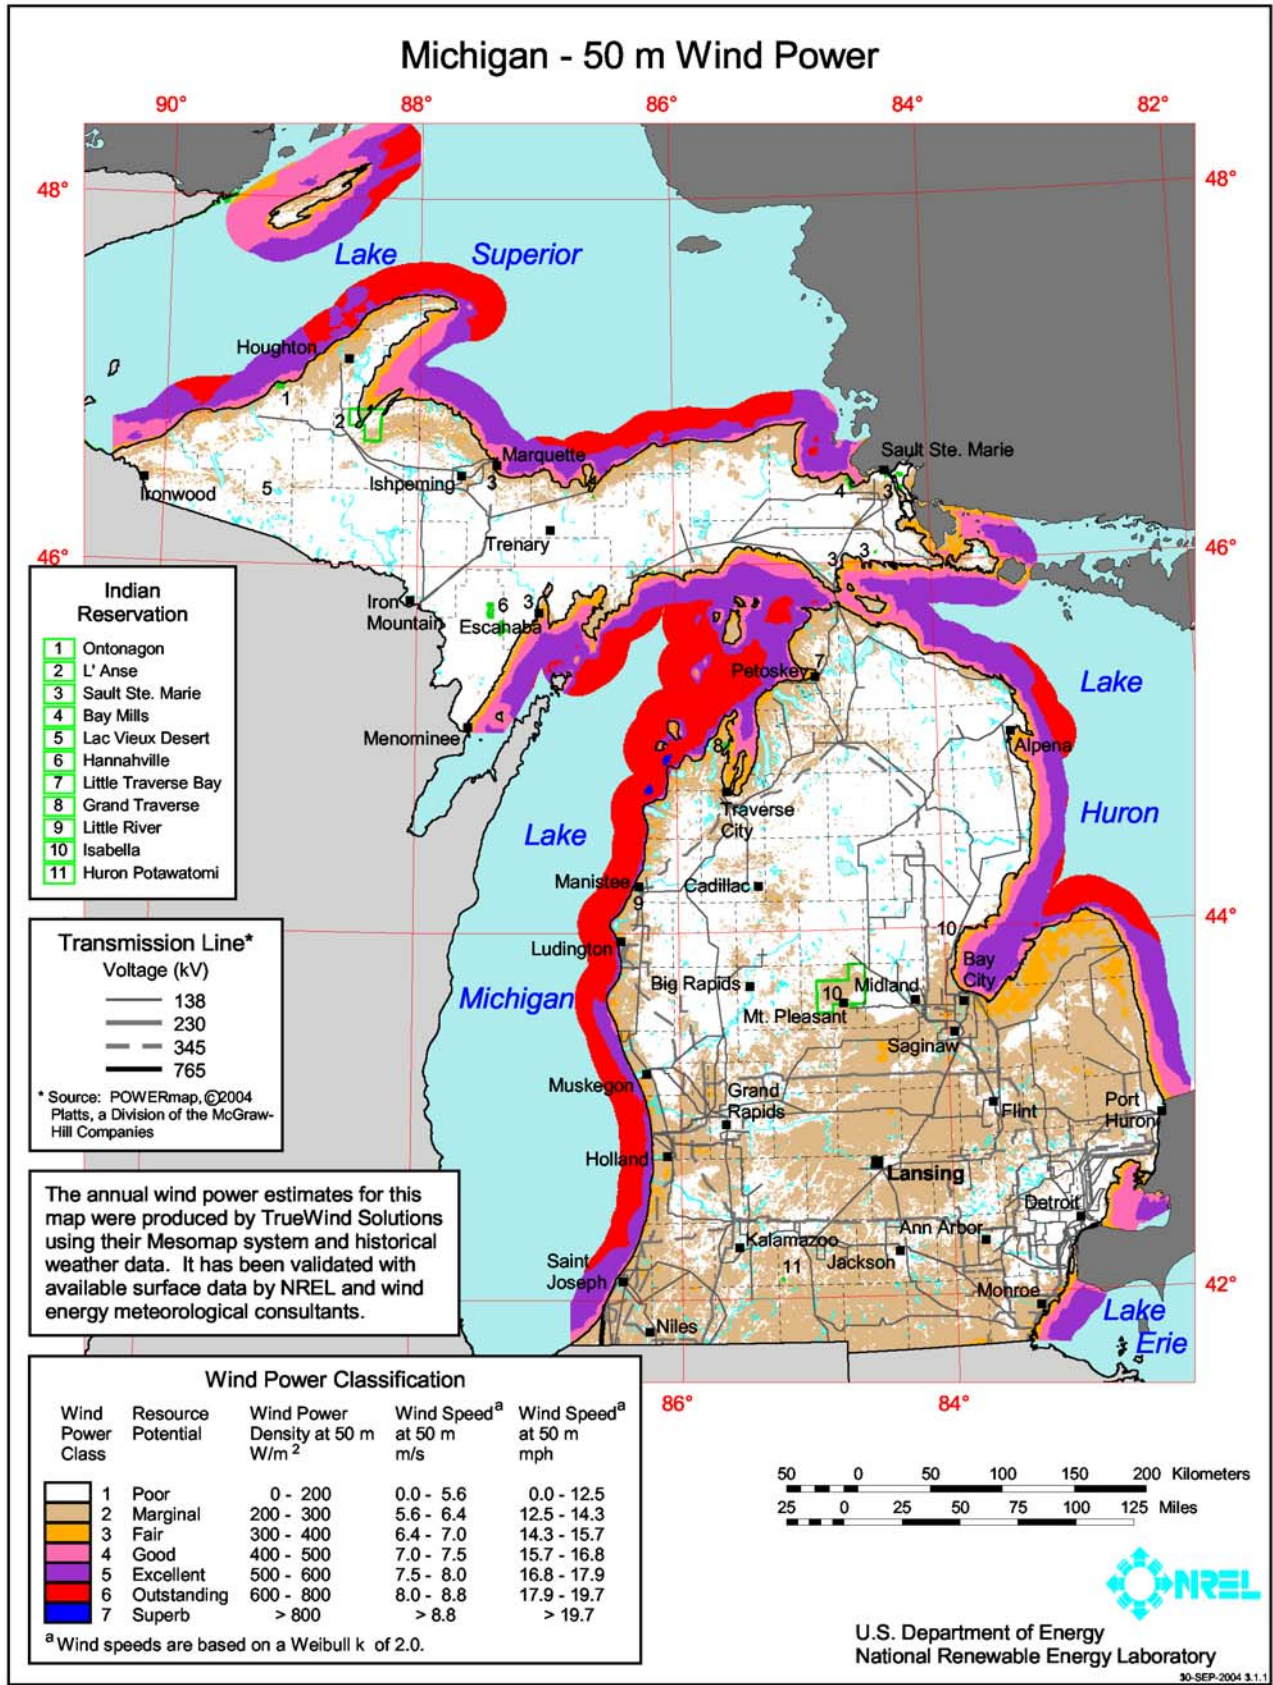 Michigan - 50 m Wind Power
90° 88° 86° 84° 82°
48° 48°
Lake Superior
Houghton
1
2
Marquette
Sault Ste. Marie
Ironwood
5
Ishpeming
3
4
4
3
Trenary
46° 46°
3
3
Iron
Mountain
6
3
Escanaba
Petoskey
7
Lake
Menominee
Alpena
8
Traverse
City
Huron
Lake
Manistee
9
Cadillac
44°
Ludington
10
Bay
City
Michigan
Big Rapids
10
Midland
Mt. Pleasant
Saginaw
Muskegon
Grand
Rapids
Flint
Port
Huron
Holland
Lansing
Detroit
Ann Arbor
Kalamazoo
Saint
Joseph
11
Jackson
42°
Monroe
Lake
Erie
Niles
86° 84°
Indian
Reservation
1 Ontonagon
2 L' Anse
3 Sault Ste. Marie
4 Bay Mills
5 Lac Vieux Desert
6 Hannahville
7 Little Traverse Bay
8 Grand Traverse
9 Little River
10 Isabella
11 Huron Potawatomi
Transmission Line*
Voltage (kV)
138
230
345
765
* Source: POWERmap, ©2004
Platts, a Division of the McGraw-
Hill Companies
The annual wind power estimates for this
map were produced by TrueWind Solutions
using their Mesomap system and historical
weather data. It has been validated with
available surface data by NREL and wind
energy meteorological consultants.
Wind Power Classification
Wind Resource Wind Power Wind Speed a Wind Speed a
Power Potential Density at 50 m at 50 m at 50 m
Class W/m 2 m/s mph
1 Poor 0 - 200 0.0 - 5.6 0.0 - 12.5
2 Marginal 200 - 300 5.6 - 6.4 12.5 - 14.3
3 Fair 300 - 400 6.4 - 7.0 14.3 - 15.7
4 Good 400 - 500 7.0 - 7.5 15.7 - 16.8
5 Excellent 500 - 600 7.5 - 8.0 16.8 - 17.9
6 Outstanding 600 - 800 8.0 - 8.8 17.9 - 19.7
7 Superb > 800 > 8.8 > 19.7
a Wind speeds are based on a Weibull k of 2.0.
50 0 50 100 150 200 Kilometers
25 0 25 50 75 100 125 Miles
NREL
U.S. Department of Energy
National Renewable Energy Laboratory
30-SEP-2004 3.1.1